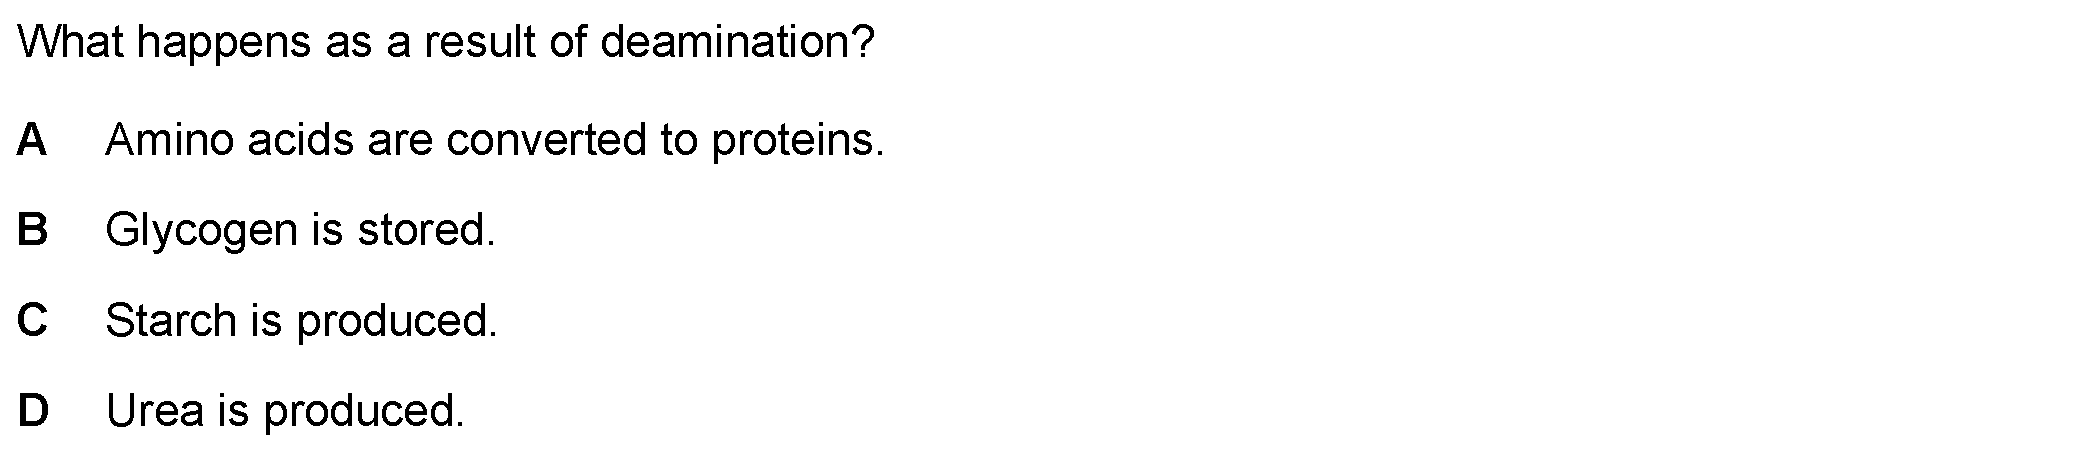 What happens as a result of deamination?
A Amino acids are converted to proteins.
B Glycogen is stored.
C Starch is produced.
D Urea is produced.